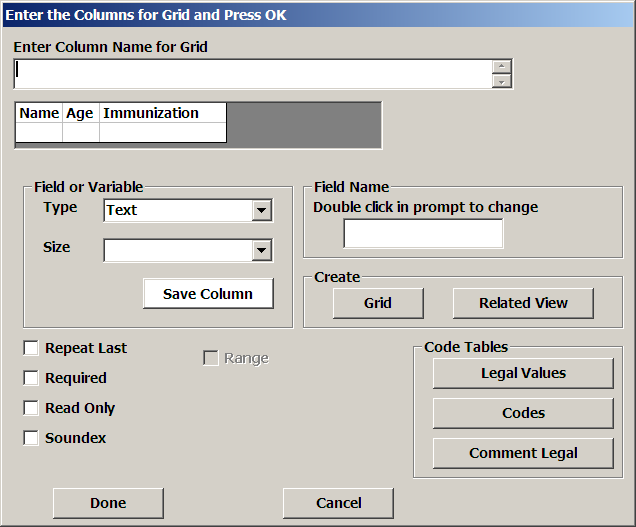 Enter the Columns for Grid and Press OK
Enter Column Name for Grid
Name Age Immunization
Field or Variable
Type Text
Size
Save Column
Field Name
Double click in prompt to change
Create
Grid Related View
Repeat Last
Range
Required
Read Only
Soundex
Code Tables
Legal Values
Codes
Comment Legal
Done Cancel